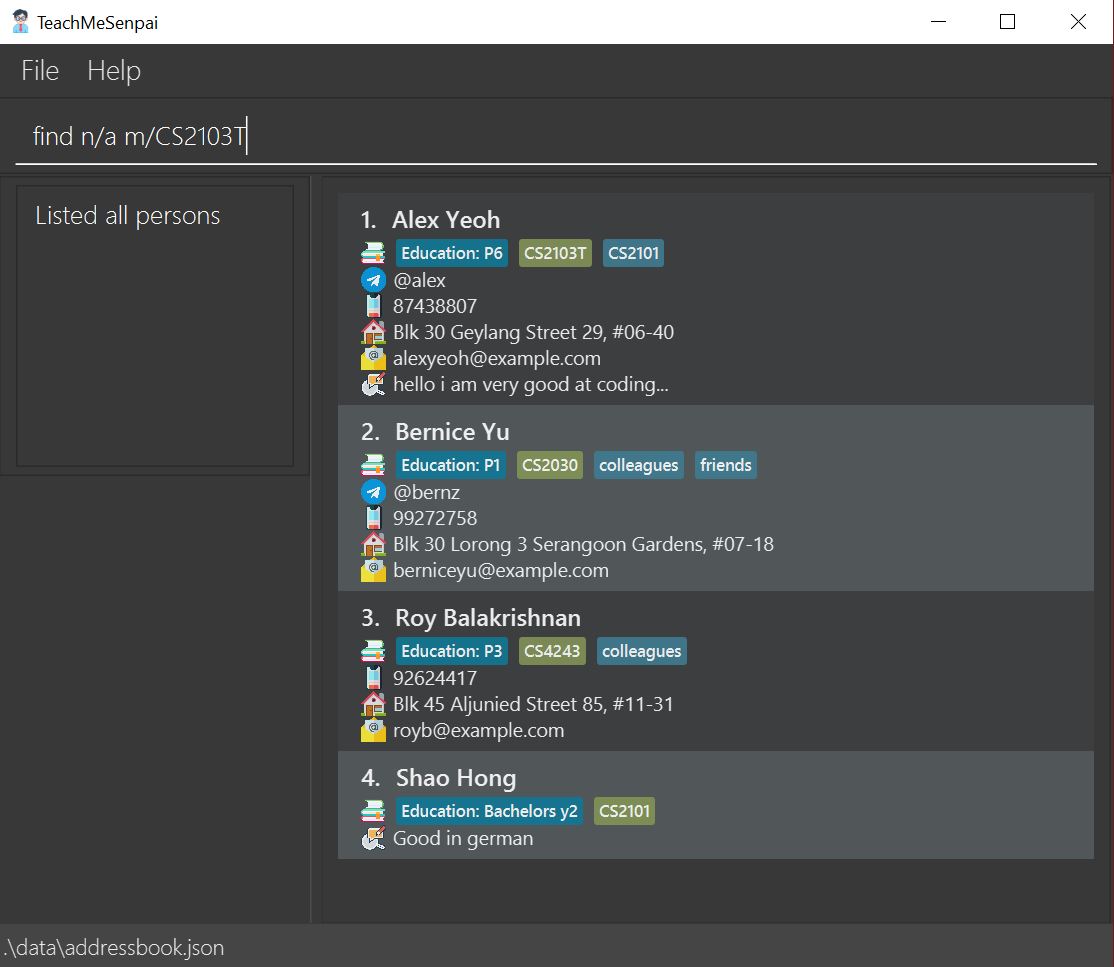 TeachMeSenpai
File Help
find n/a m/CS2103T
Listed all persons
1. Alex Yeoh
Education: P6 CS2103T CS2101
@alex
87438807
Blk 30 Geylang Street 29, #06-40
alexyeoh@example.com
hello i am very good at coding...
2. Bernice Yu
Education: P1 CS2030 colleagues friends
@bernz
99272758
Blk 30 Lorong 3 Serangoon Gardens, #07-18
berniceyu@example.com
3. Roy Balakrishnan
Education: P3 CS4243 colleagues
92624417
Blk 45 Aljunied Street 85, #11-31
royb@example.com
4. Shao Hong
Education: Bachelors y2 CS2101
Good in german
.\data\addressbook.json